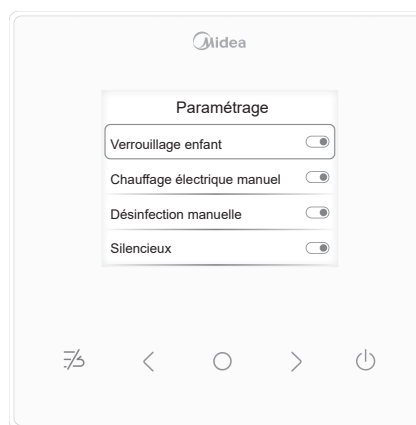 Midea
Paramétrage
Verrouillage enfant
Chauffage électrique manuel
Désinfection manuelle
Silencieux